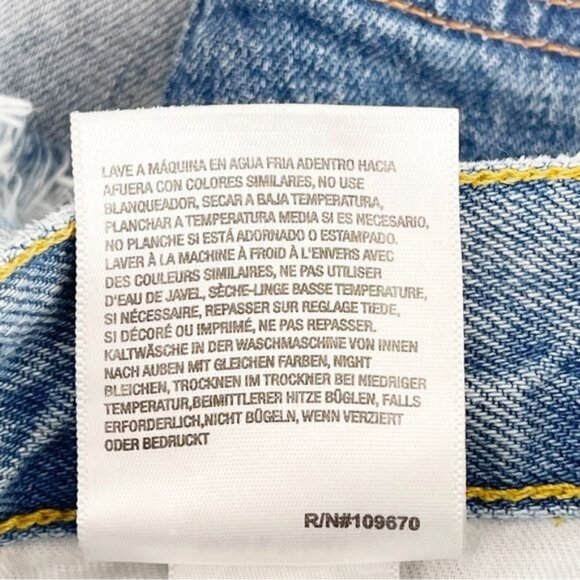 LAVE A MÁQUINA EN AGUA FRIA ADENTRO HACIA
AFUERA CON COLORES SIMILARES, NO USE
BLANQUEADOR, SECAR A BAJA TEMPERATURA,
PLANCHAR A TEMPERATURA MEDIA SI ES NECESARIO,
NO PLANCHE SI ESTÁ ADORNADO O ESTAMPADO.
LAVER À LA MACHINE À FROID À L'ENVERS AVEC
DES COULEURS SIMILAIRES, NE PAS UTILISER
D'EAU DE JAVEL, SÈCHE-LINGE BASSE TEMPERATURE,
SI NÉCESSAIRE, REPASSER SUR REGLAGE TIEDE,
SI DÉCORÉ OU IMPRIMÉ, NE PAS REPASSER.
KALTWÄSCHE IN DER WASCHMASCHINE VON INNEN
NACH AUßEN MIT GLEICHEN FARBEN, NIGHT
BLEICHEN, TROCKNEN IM TROCKNER BEI NIEDRIGER
TEMPERATUR,BEIMITTLERER HITZE BÜGLEN, FALLS
ERFORDERLICH,NICHT BÜGELN, WENN VERZIERT
ODER BEDRUCKT
R/N#109670